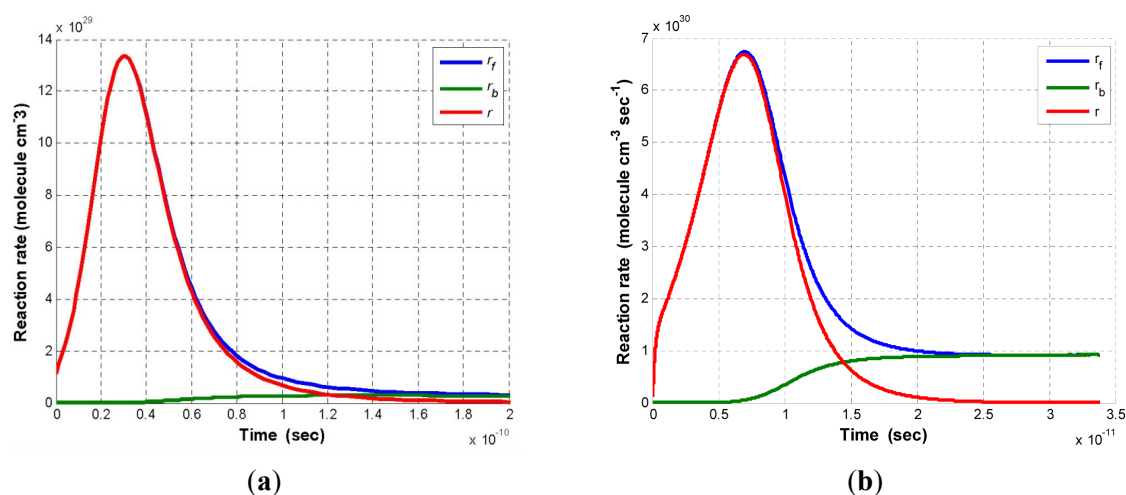 x 10^29
14
12
10
8
6
4
2
0
Reaction rate (molecule cm^-3)
r_f
r_b
r
0 0.2 0.4 0.6 0.8 1 1.2 1.4 1.6 1.8 2
Time (sec)
x 10^-10
(a)
x 10^30
7
6
5
4
3
2
1
0
Reaction rate (molecule cm^-3 sec^-1)
r_f
r_b
r
0 0.5 1 1.5 2 2.5 3 3.5
Time (sec)
x 10^-11
(b)